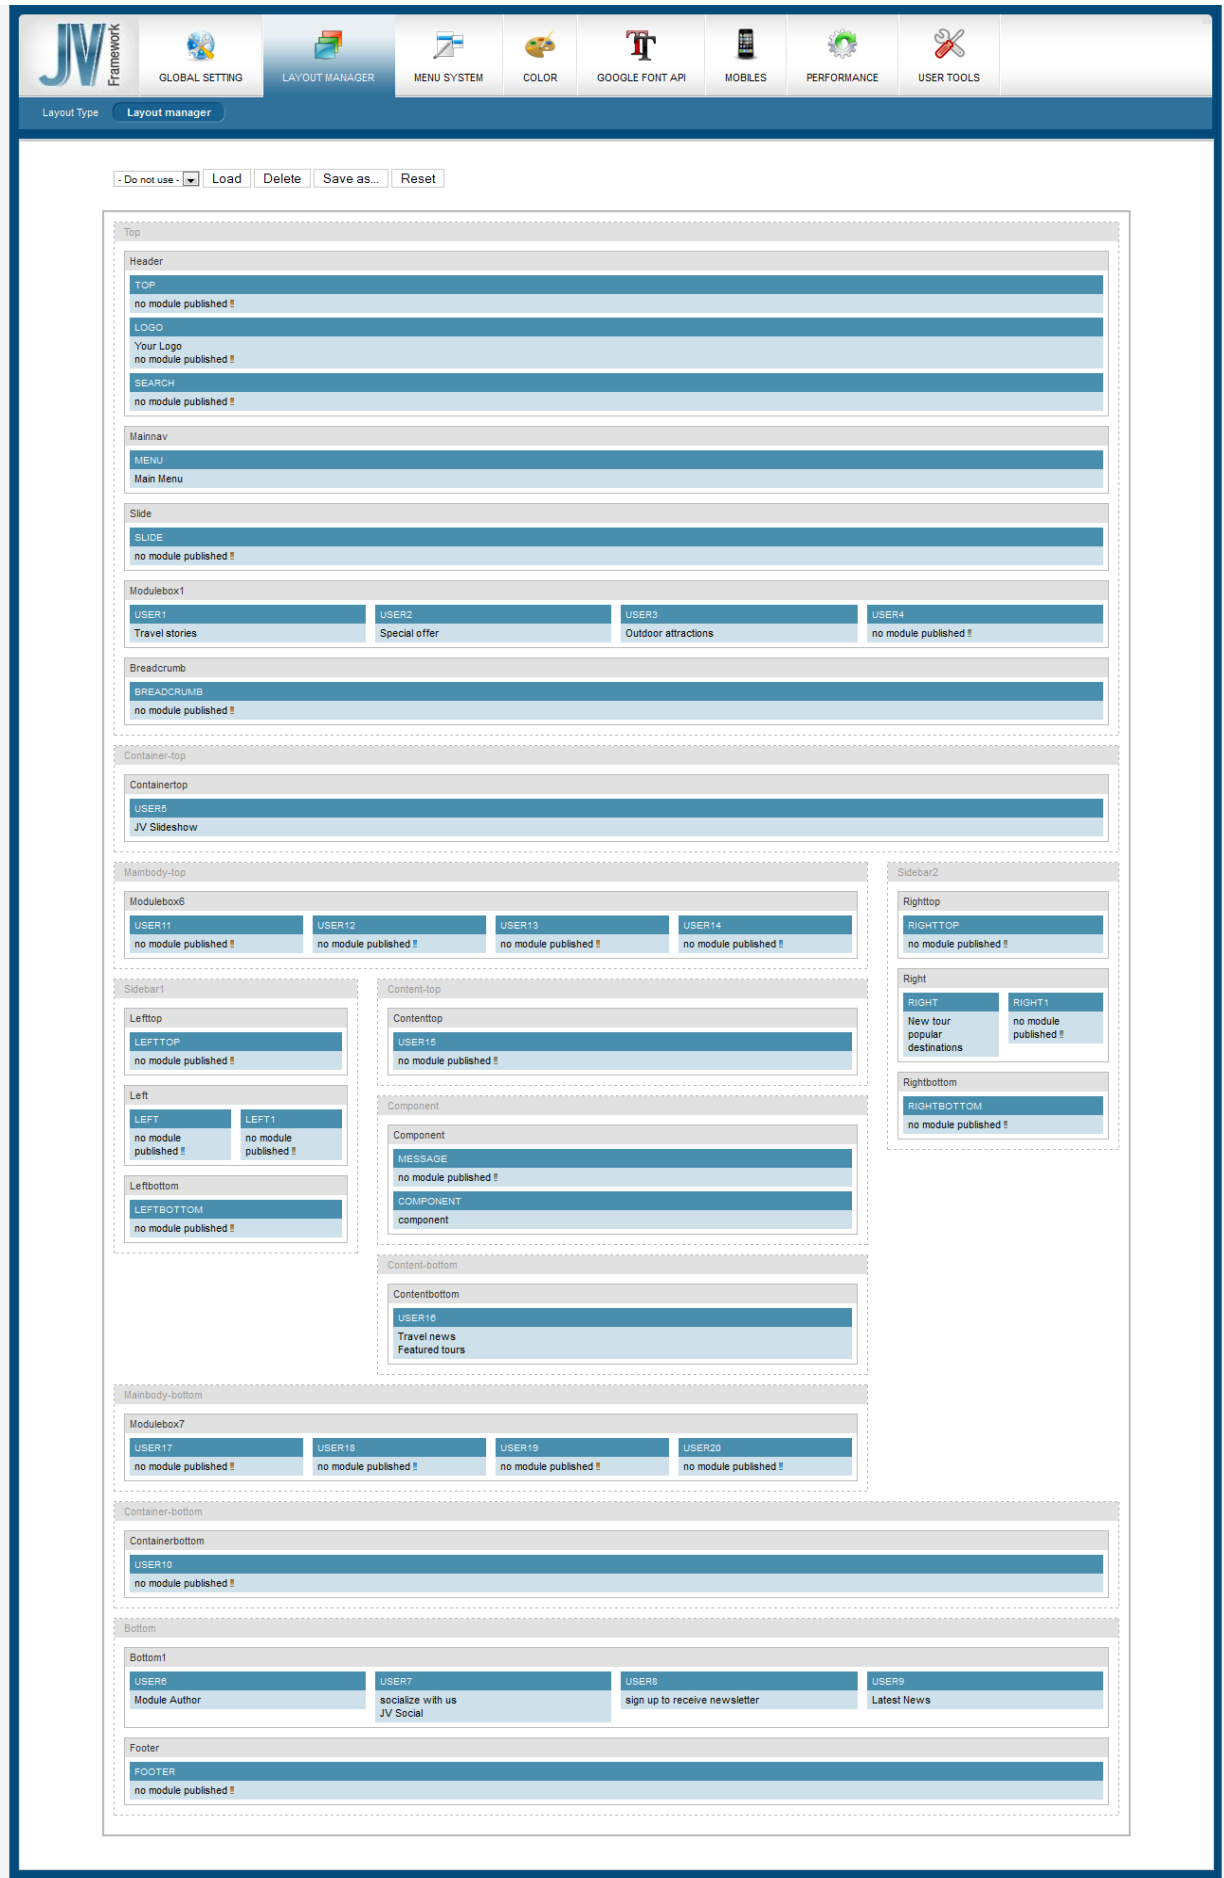 JV Framework
GLOBAL SETTING
LAYOUT MANAGER
MENU SYSTEM
COLOR
GOOGLE FONT API
MOBILES
PERFORMANCE
USER TOOLS
Layout Type
Layout manager
- Do not use -
Load
Delete
Save as...
Reset
Top
Header
TOP
no module published !!
LOGO
Your Logo
no module published !!
SEARCH
no module published !!
Mainnav
MENU
Main Menu
Slide
SLIDE
no module published !!
Modulebox1
USER1
Travel stories
USER2
Special offer
USER3
Outdoor attractions
USER4
no module published !!
Breadcrumb
BREADCRUMB
no module published !!
Container-top
Containertop
USER5
JV Slideshow
Mainbody-top
Modulebox6
USER11
no module published !!
USER12
no module published !!
USER13
no module published !!
USER14
no module published !!
Sidebar2
Righttop
RIGHTTOP
no module published !!
Right
RIGHT
New tour
popular
destinations
RIGHT1
no module
published !!
Rightbottom
RIGHTBOTTOM
no module published !!
Sidebar1
Lefttop
LEFTTOP
no module published !!
Left
LEFT
no module
published !!
LEFT1
no module
published !!
Leftbottom
LEFTBOTTOM
no module published !!
Content-top
Contenttop
USER15
no module published !!
Component
Component
MESSAGE
no module published !!
COMPONENT
component
Content-bottom
Contentbottom
USER16
Travel news
Featured tours
Mainbody-bottom
Modulebox7
USER17
no module published !!
USER18
no module published !!
USER19
no module published !!
USER20
no module published !!
Container-bottom
Containerbottom
USER10
no module published !!
Bottom
Bottom1
USER6
Module Author
USER7
socialize with us
JV Social
USER8
sign up to receive newsletter
USER9
Latest News
Footer
FOOTER
no module published !!